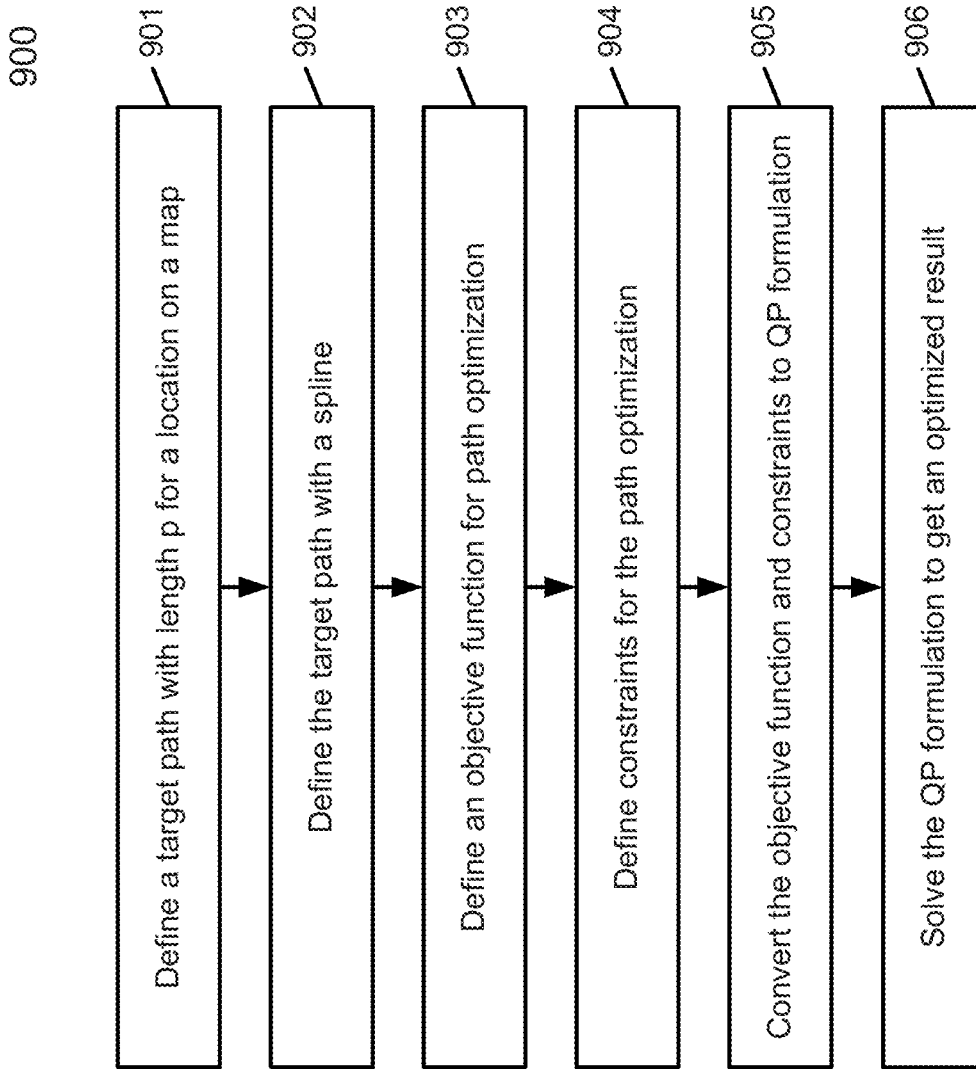 900
Define a target path with length p for a location on a map
901
Define the target path with a spline
902
Define an objective function for path optimization
903
Define constraints for the path optimization
904
Convert the objective function and constraints to QP formulation
905
Solve the QP formulation to get an optimized result
906